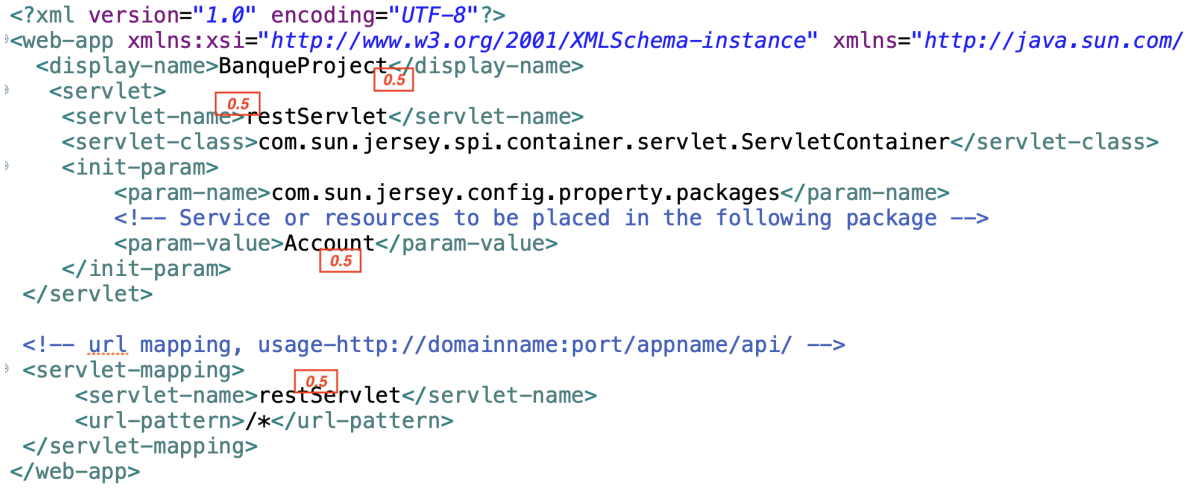 <?xml version="1.0" encoding="UTF-8"?>
<web-app xmlns:xsi="http://www.w3.org/2001/XMLSchema-instance" xmlns="http://java.sun.com/
<display-name>BanqueProject</display-name>
0.5
<servlet>
0.5
<servlet-name>restServlet</servlet-name>
<servlet-class>com.sun.jersey.spi.container.servlet.ServletContainer</servlet-class>
<init-param>
<param-name>com.sun.jersey.config.property.packages</param-name>
<!-- Service or resources to be placed in the following package -->
<param-value>Account</param-value>
0.5
</init-param>
</servlet>
<!-- url mapping, usage-http://domainname:port/appname/api/ -->
<servlet-mapping>
0.5
<servlet-name>restServlet</servlet-name>
<url-pattern>/*</url-pattern>
</servlet-mapping>
</web-app>